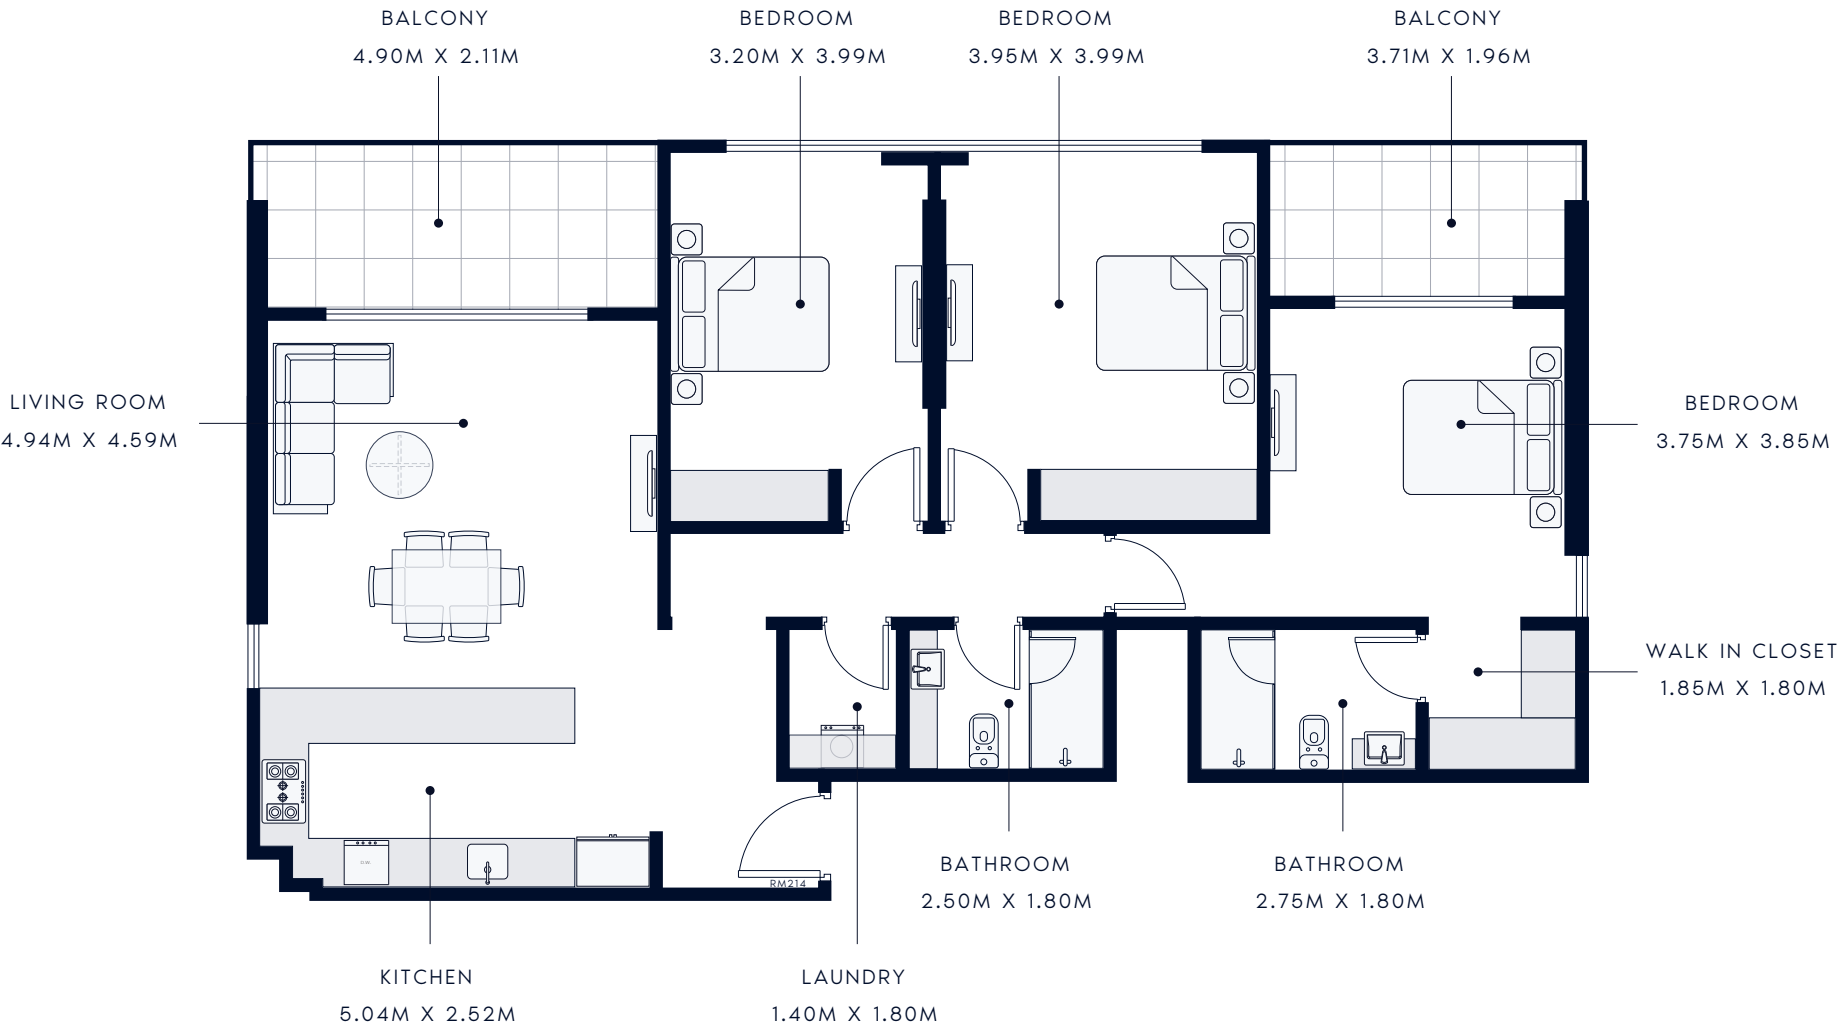 BALCONY
4.90M X 2.11M
BEDROOM
3.20M X 3.99M
BEDROOM
3.95M X 3.99M
BALCONY
3.71M X 1.96M
LIVING ROOM
4.94M X 4.59M
BEDROOM
3.75M X 3.85M
WALK IN CLOSET
1.85M X 1.80M
D.W.
RM214
BATHROOM
2.50M X 1.80M
BATHROOM
2.75M X 1.80M
KITCHEN
5.04M X 2.52M
LAUNDRY
1.40M X 1.80M